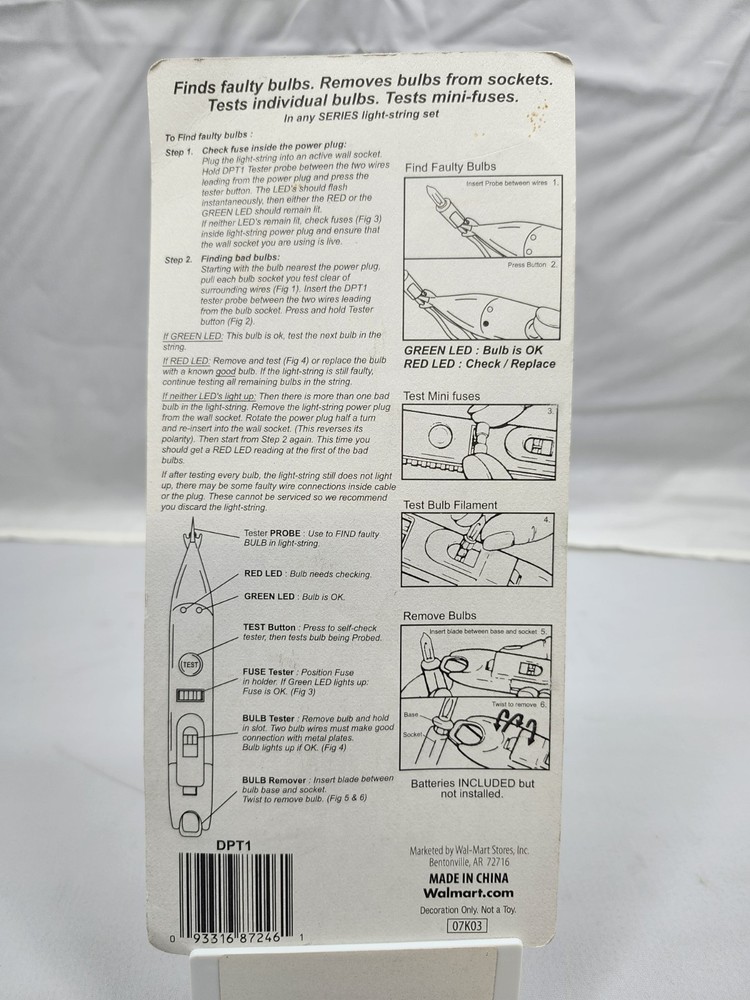 Finds faulty bulbs. Removes bulbs from sockets.
Tests individual bulbs. Tests mini-fuses.
In any SERIES light-string set
To Find faulty bulbs :
Step 1. Check fuse inside the power plug:
Plug the light-string into an active wall socket.
Hold DPT1 Tester probe between the two wires
leading from the power plug and press the
tester button. The LED's should flash
instantaneously, then either the RED or the
GREEN LED should remain lit.
If neither LED's remain lit, check fuses (Fig 3)
inside light-string power plug and ensure that
the wall socket you are using is live.
Step 2. Finding bad bulbs:
Starting with the bulb nearest the power plug,
pull each bulb socket you test clear of
surrounding wires (Fig 1). Insert the DPT1
tester probe between the two wires leading
from the bulb socket. Press and hold Tester
button (Fig 2).
If GREEN LED: This bulb is ok, test the next bulb in the
string.
If RED LED: Remove and test (Fig 4) or replace the bulb
with a known good bulb. If the light-string is still faulty,
continue testing all remaining bulbs in the string.
If neither LED's light up: Then there is more than one bad
bulb in the light-string. Remove the light-string power plug
from the wall socket. Rotate the power plug half a turn
and re-insert into the wall socket. (This reverses its
polarity). Then start from Step 2 again. This time you
should get a RED LED reading at the first of the bad
bulbs.
If after testing every bulb, the light-string still does not light
up, there may be some faulty wire connections inside cable
or the plug. These cannot be serviced so we recommend
you discard the light-string.
Tester PROBE : Use to FIND faulty
BULB in light-string.
RED LED : Bulb needs checking.
GREEN LED : Bulb is OK.
TEST Button : Press to self-check
tester, then tests bulb being Probed.
TEST
FUSE Tester : Position Fuse
in holder. If Green LED lights up:
Fuse is OK. (Fig 3)
BULB Tester : Remove bulb and hold
in slot. Two bulb wires must make good
connection with metal plates.
Bulb lights up if OK. (Fig 4)
BULB Remover : Insert blade between
bulb base and socket.
Twist to remove bulb. (Fig 5 & 6)
DPT1
0 93316 87246 1
Find Faulty Bulbs
Insert Probe between wires 1.
Press Button 2.
GREEN LED : Bulb is OK
RED LED : Check / Replace
Test Mini fuses
3.
Test Bulb Filament
4.
Remove Bulbs
Insert blade between base and socket 5.
Twist to remove 6.
Base
Socket
Batteries INCLUDED but
not installed.
Marketed by Wal-Mart Stores, Inc.
Bentonville, AR 72716
MADE IN CHINA
Walmart.com
Decoration Only. Not a Toy.
07K03